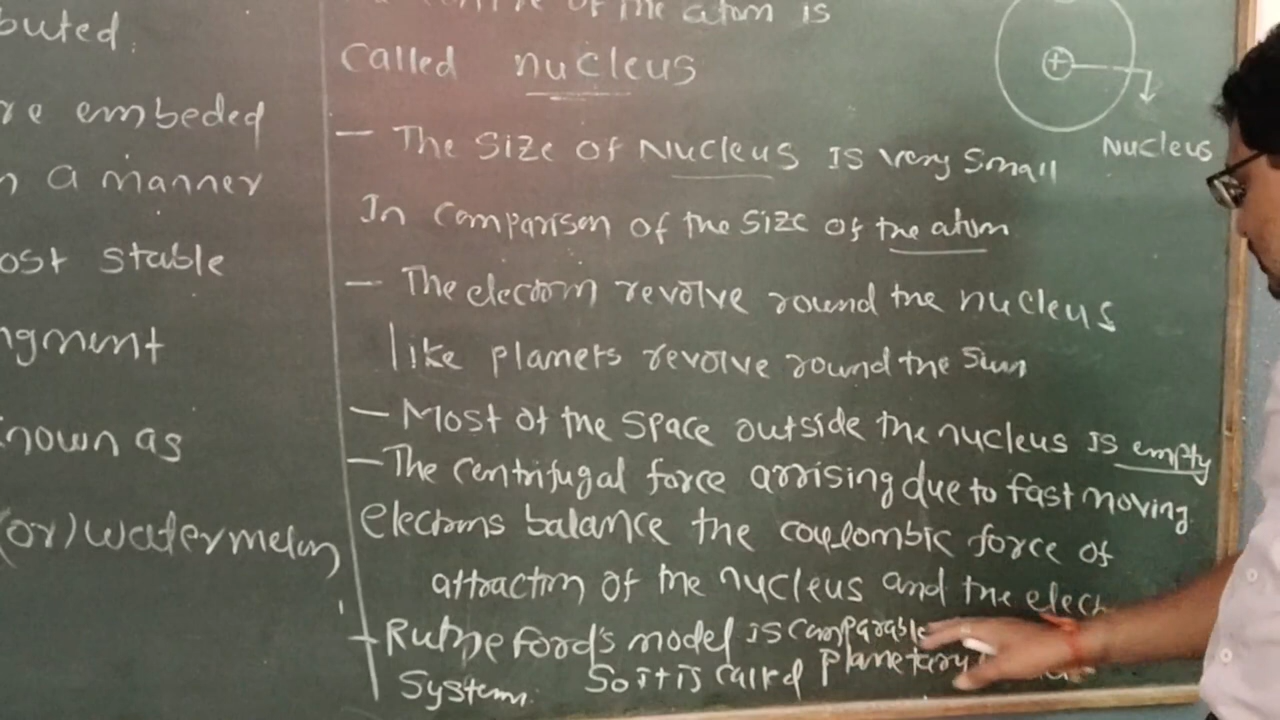 buted.
re embeded
n a manner
ost stable
ngment
nown as
(or) watermelon
of the atom is
called nucleus
— The Size of Nucleus Is very Small
In Comparison of the Size of the atom
— The electron revolve round the nucleus
like planets revolve round the Sun
— Most of the Space outside the nucleus Is empty
— The Centrifugal force arrising due to fast moving
electrons balance the coulombic force of
attraction of the nucleus and the elect
— Rutherford's model is comparable
System. So it is called Planetary
+
Nucleus